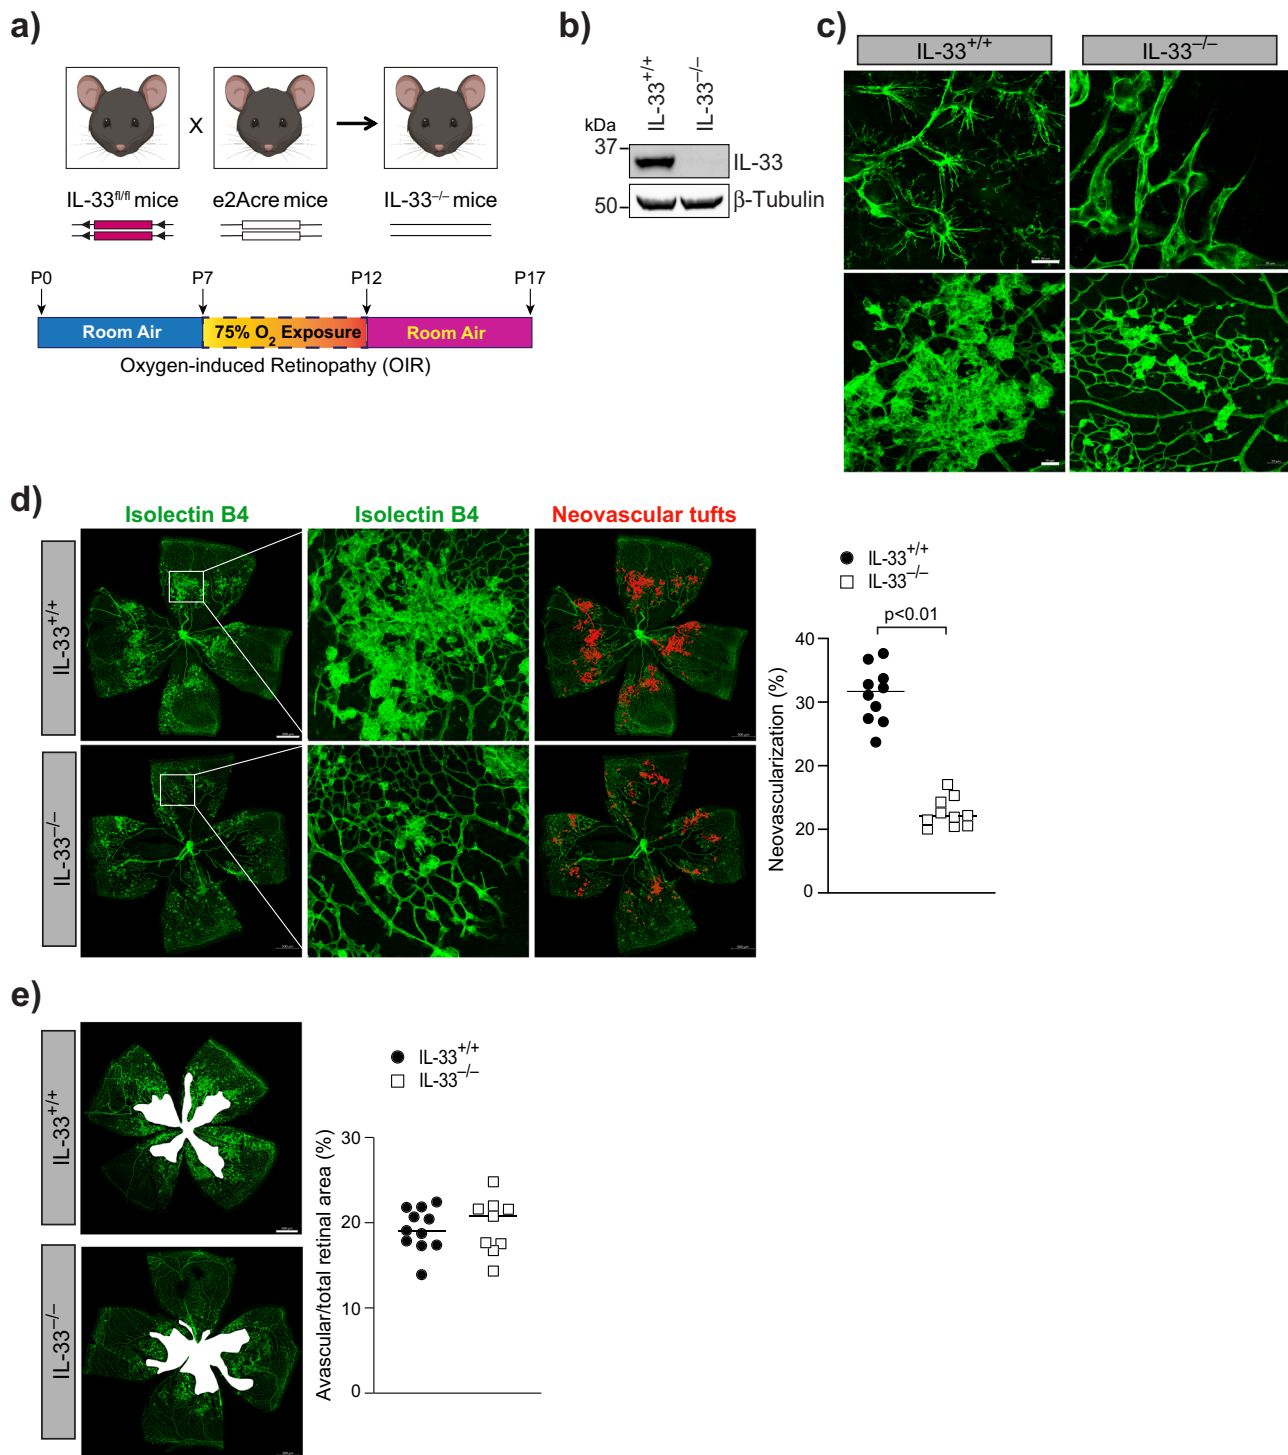 a)
IL-33fl/fl mice
X
e2Acre mice
IL-33–/– mice
P0
P7
P12
P17
Room Air
75% O2 Exposure
Room Air
Oxygen-induced Retinopathy (OIR)
b)
IL-33+/+
IL-33–/–
kDa
37
IL-33
50
β-Tubulin
c)
IL-33+/+
IL-33–/–
d)
Isolectin B4
Isolectin B4
Neovascular tufts
IL-33+/+
IL-33–/–
IL-33+/+
IL-33–/–
p<0.01
Neovascularization (%)
40
30
20
20
0
e)
IL-33+/+
IL-33–/–
IL-33+/+
IL-33–/–
Avascular/total retinal area (%)
30
20
10
0